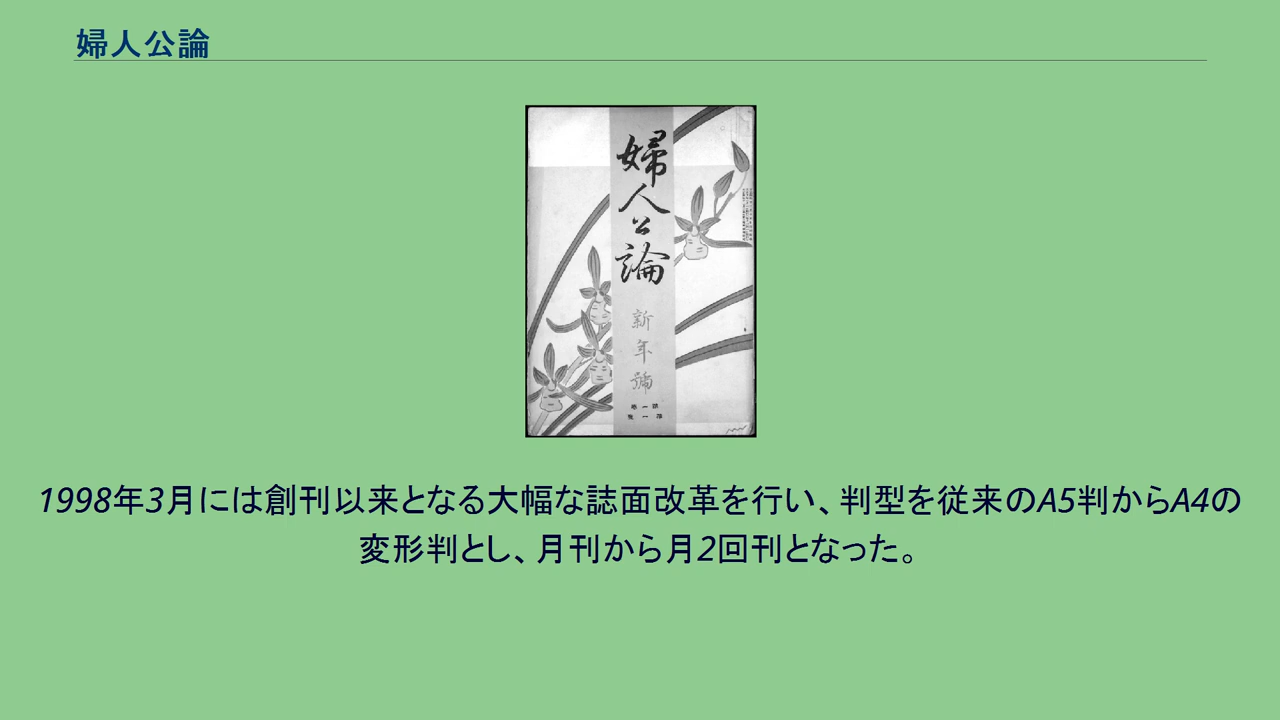 婦人公論
婦人公論
新年號
1998年3月には創刊以来となる大幅な誌面改革を行い、判型を従来のA5判からA4の
変形判とし、月刊から月2回刊となった。